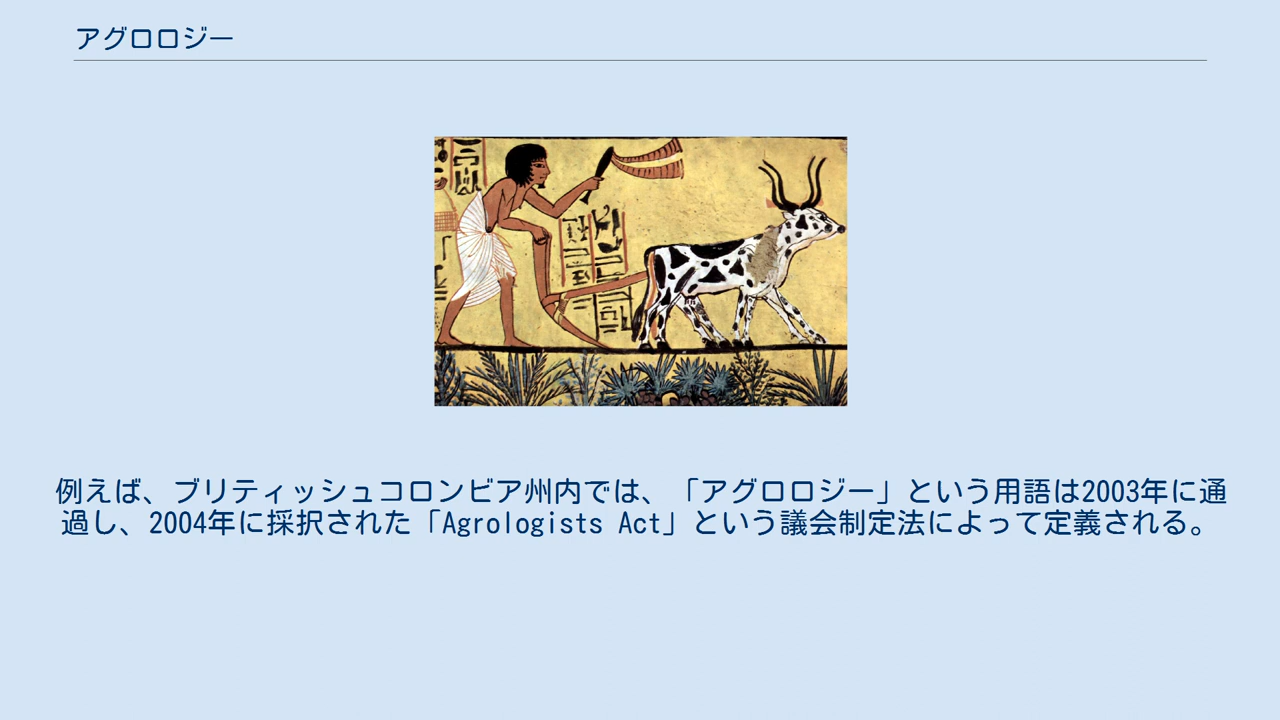 アグロロジー
例えば、ブリティッシュコロンビア州内では、「アグロロジー」という用語は2003年に通
過し、2004年に採択された「Agrologists Act」という議会制定法によって定義される。